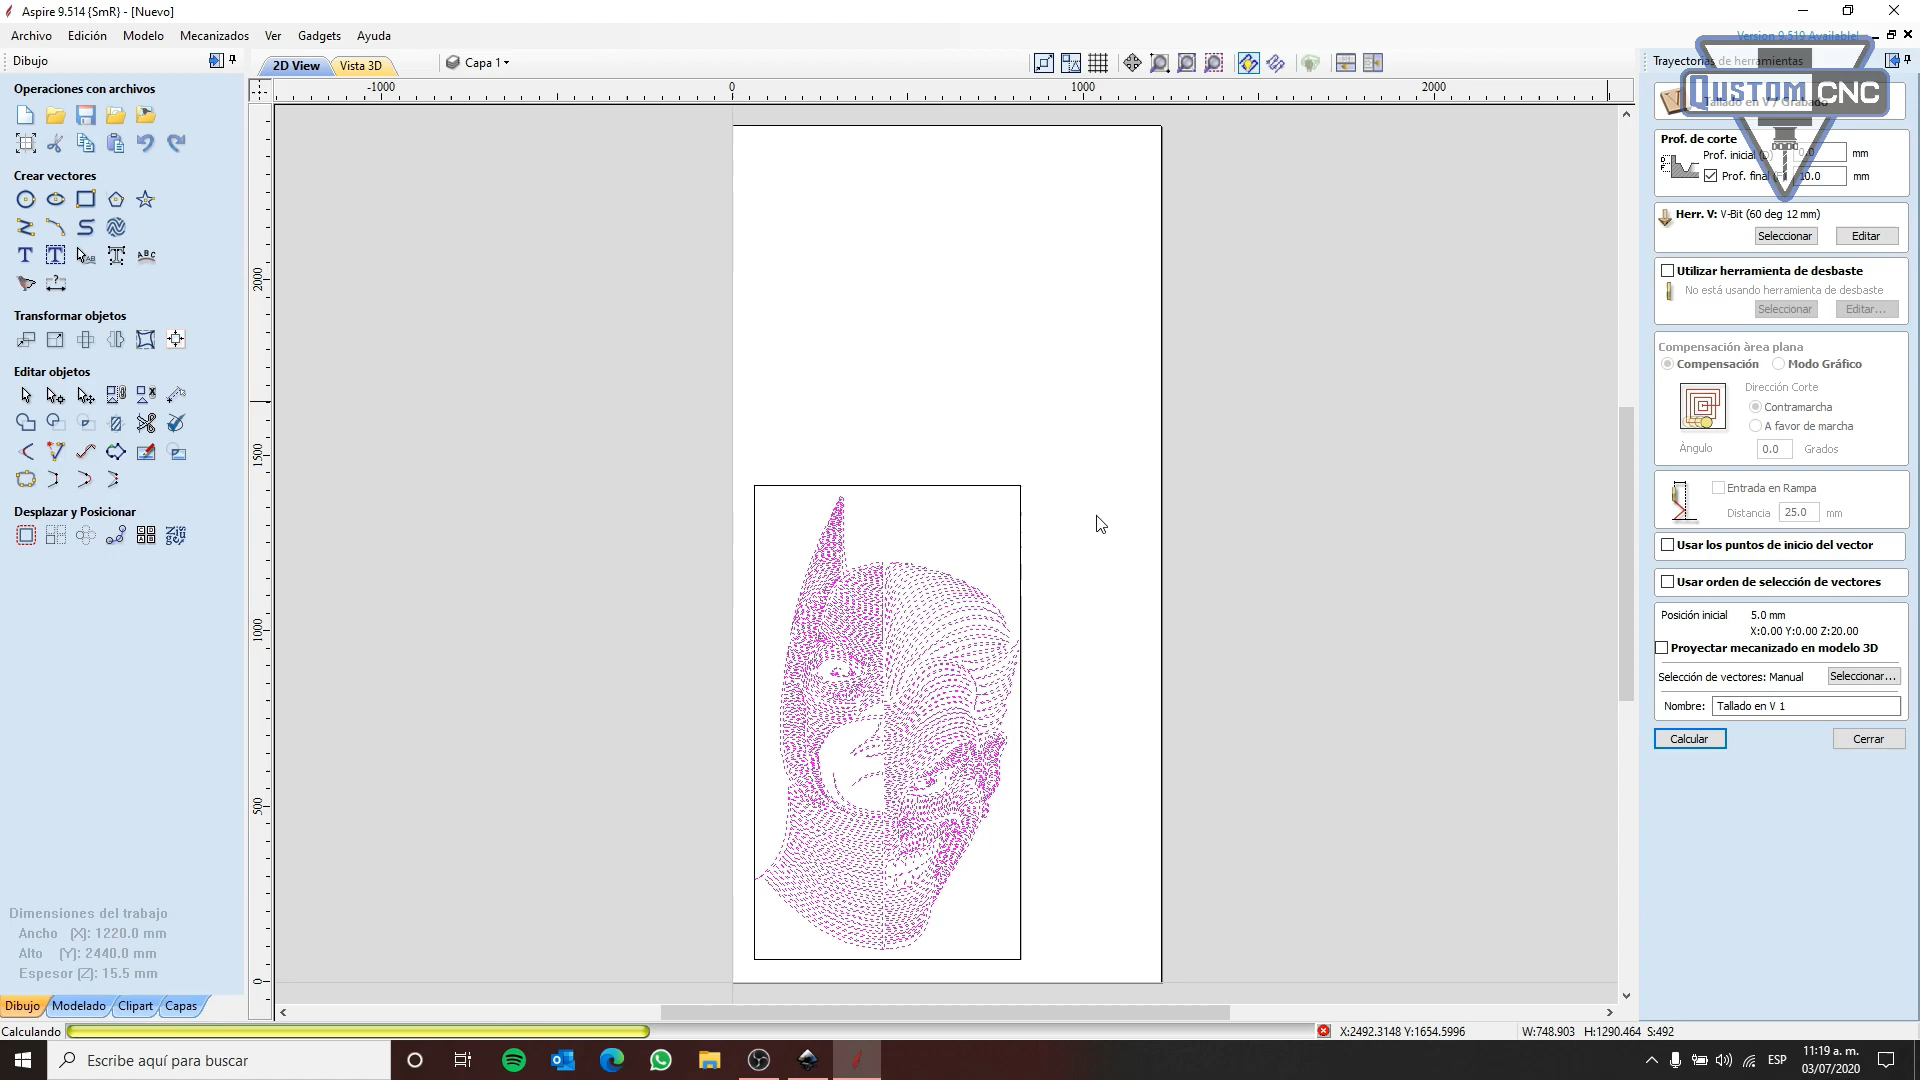 Aspire 9.514 {SmR} - [Nuevo]
Archivo Edición Modelo Mecanizados Ver Gadgets Ayuda
Version 9.519 Available!
Dibujo
2D View Vista 3D
Capa 1
Trayectorias de herramientas
QUSTOM CNC
Tallado en V / Grabado
-1000 0 1000 2000
2000
1500
1000
500
0
Operaciones con archivos
Crear vectores
Transformar objetos
Editar objetos
Desplazar y Posicionar
Dimensiones del trabajo
Ancho (X): 1220.0 mm
Alto (Y): 2440.0 mm
Espesor (Z): 15.5 mm
Dibujo Modelado Clipart Capas
Prof. de corte
Prof. inicial (D) 0.0 mm
Prof. final 10.0 mm
Herr. V: V-Bit (60 deg 12 mm)
Seleccionar Editar
Utilizar herramienta de desbaste
No está usando herramienta de desbaste
Seleccionar Editar...
Compensación àrea plana
Compensación Modo Gráfico
Dirección Corte
Contramarcha
A favor de marcha
Àngulo 0.0 Grados
Entrada en Rampa
Distancia 25.0 mm
Usar los puntos de inicio del vector
Usar orden de selección de vectores
Posición inicial 5.0 mm
X:0.00 Y:0.00 Z:20.00
Proyectar mecanizado en modelo 3D
Selección de vectores: Manual Seleccionar...
Nombre: Tallado en V 1
Calcular Cerrar
Calculando
X:2492.3148 Y:1654.5996 W:748.903 H:1290.464 S:492
Escribe aquí para buscar
ESP
11:19 a. m.
03/07/2020